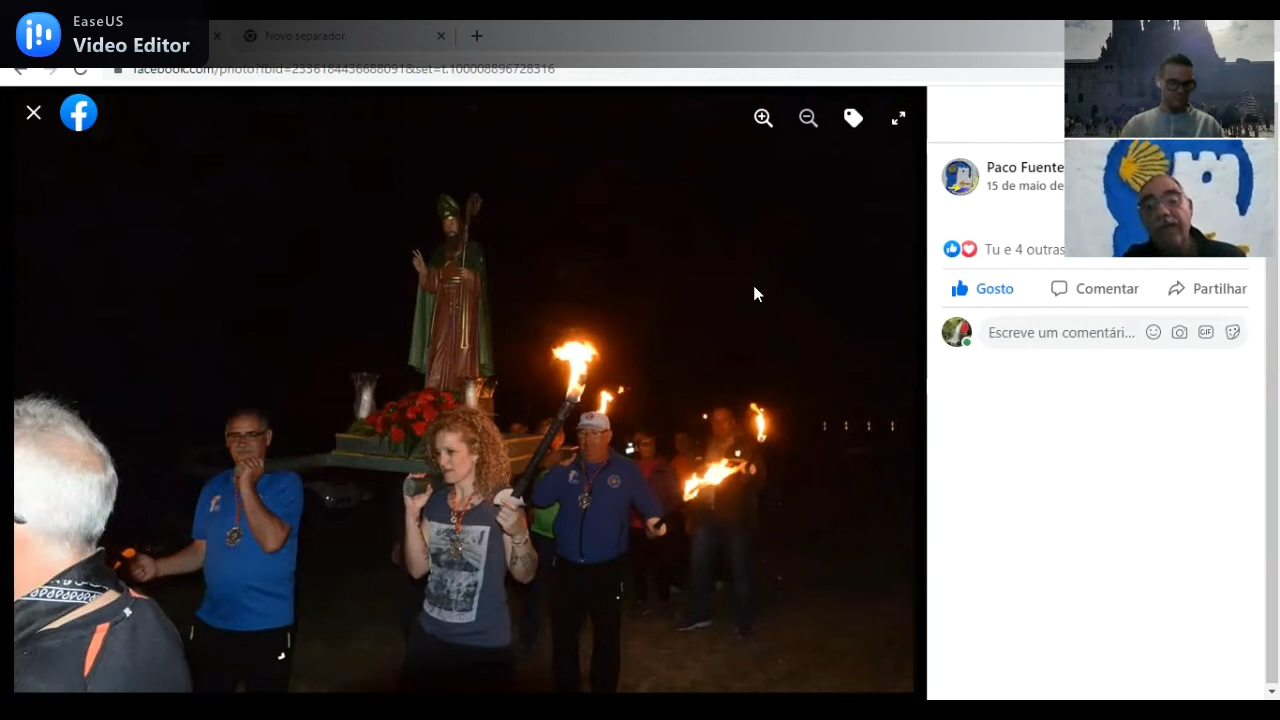 EaseUS
Video Editor
Novo separador
facebook.com/photo?fbid=2336184436688091&set=t.100008896728316
Paco Fuente
15 de maio de
Tu e 4 outras
Gosto
Comentar
Partilhar
Escreve um comentári...
GIF